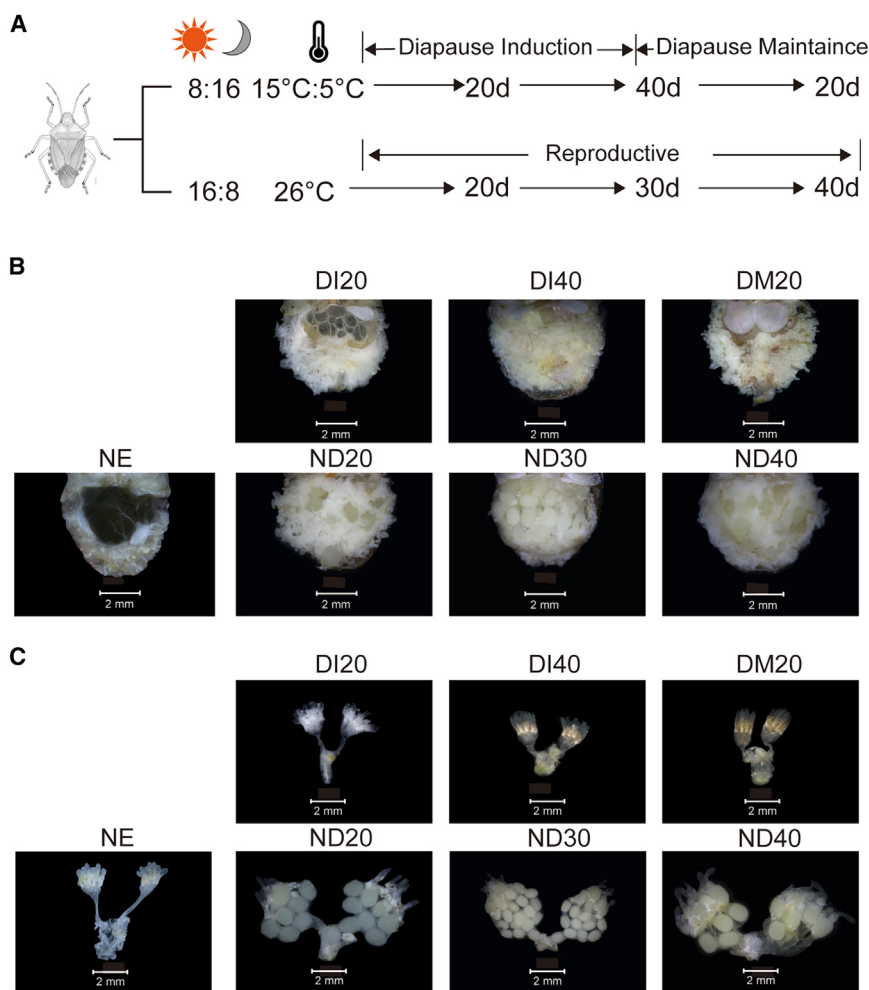 A
Diapause Induction Diapause Maintaince
8:16 15°C:5°C 20d 40d 20d
Reproductive
16:8 26°C 20d 30d 40d
B
DI20 DI40 DM20
2 mm 2 mm 2 mm
NE ND20 ND30 ND40
2 mm 2 mm 2 mm 2 mm
C
DI20 DI40 DM20
2 mm 2 mm 2 mm
NE ND20 ND30 ND40
2 mm 2 mm 2 mm 2 mm